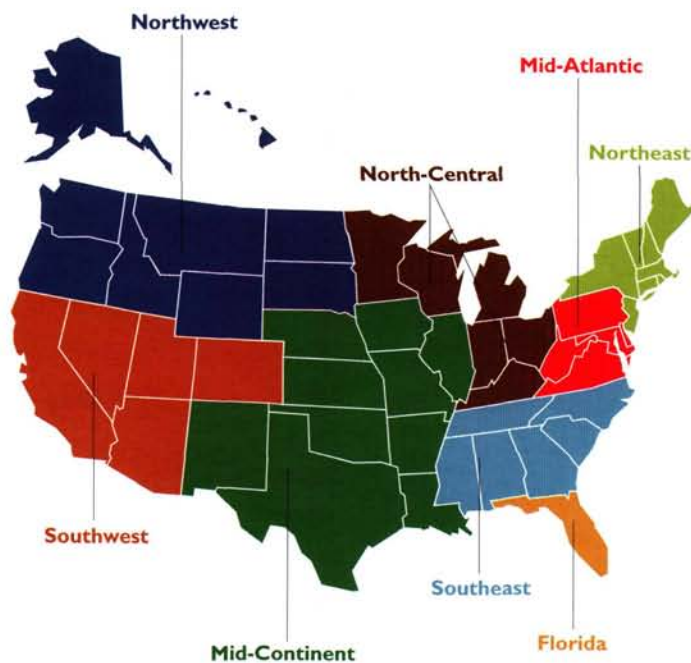 Northwest
Mid-Atlantic
Northeast
North-Central
Southwest
Southeast
Mid-Continent
Florida